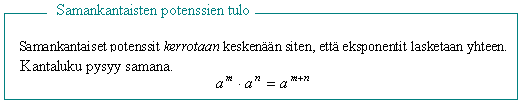 Samankantaisten potenssien tulo
Samankantaiset potenssit kerrotaan keskenään siten, että eksponentit lasketaan yhteen.
Kantaluku pysyy samana.
a^m · a^n = a^{m+n}